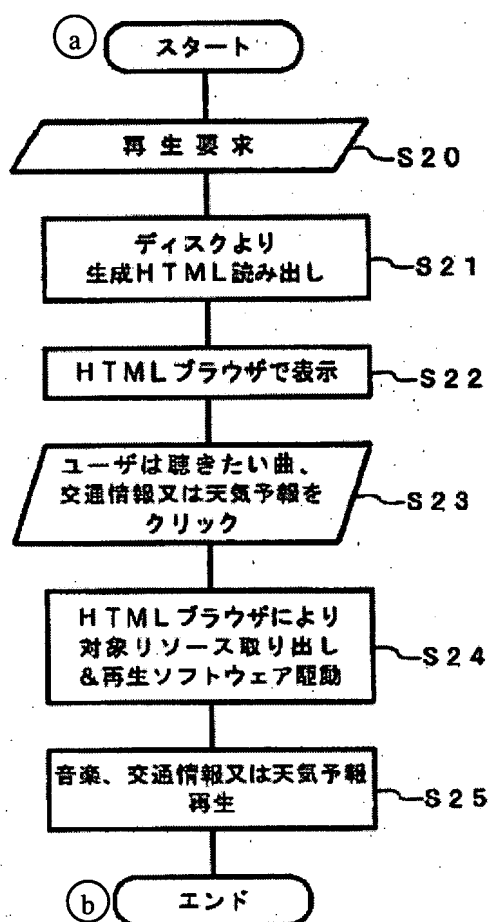 a
スタート
再生要求
S20
ディスクより
生成HTML読み出し
S21
HTMLブラウザで表示
S22
ユーザは聴きたい曲、
交通情報又は天気予報を
クリック
S23
HTMLブラウザにより
対象リソース取り出し
&再生ソフトウェア駆動
S24
音楽、交通情報又は天気予報
再生
S25
b
エンド